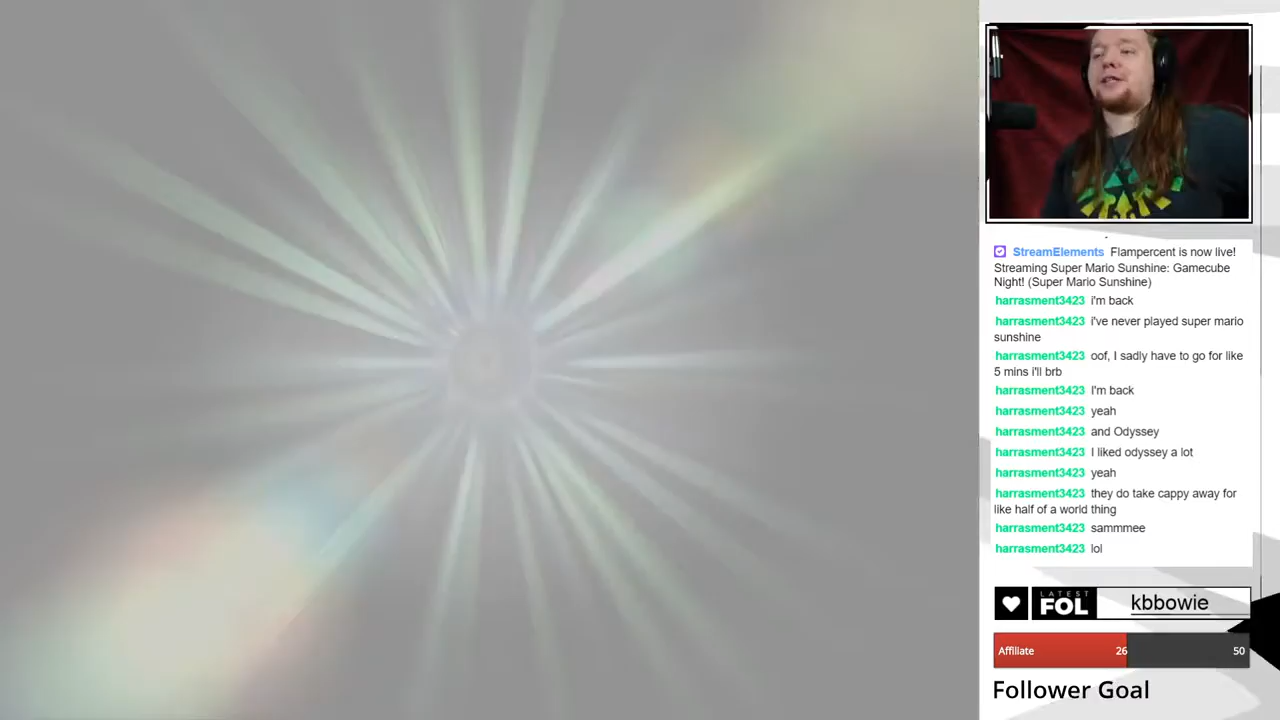 StreamElements Flampercent is now live!
Streaming Super Mario Sunshine: Gamecube
Night! (Super Mario Sunshine)
harrasment3423 i'm back
harrasment3423 i've never played super mario
sunshine
harrasment3423 oof, I sadly have to go for like
5 mins i'll brb
harrasment3423 I'm back
harrasment3423 yeah
harrasment3423 and Odyssey
harrasment3423 I liked odyssey a lot
harrasment3423 yeah
harrasment3423 they do take cappy away for
like half of a world thing
harrasment3423 sammmee
harrasment3423 lol
LATEST
FOL kbbowie
Affiliate 26 50
Follower Goal